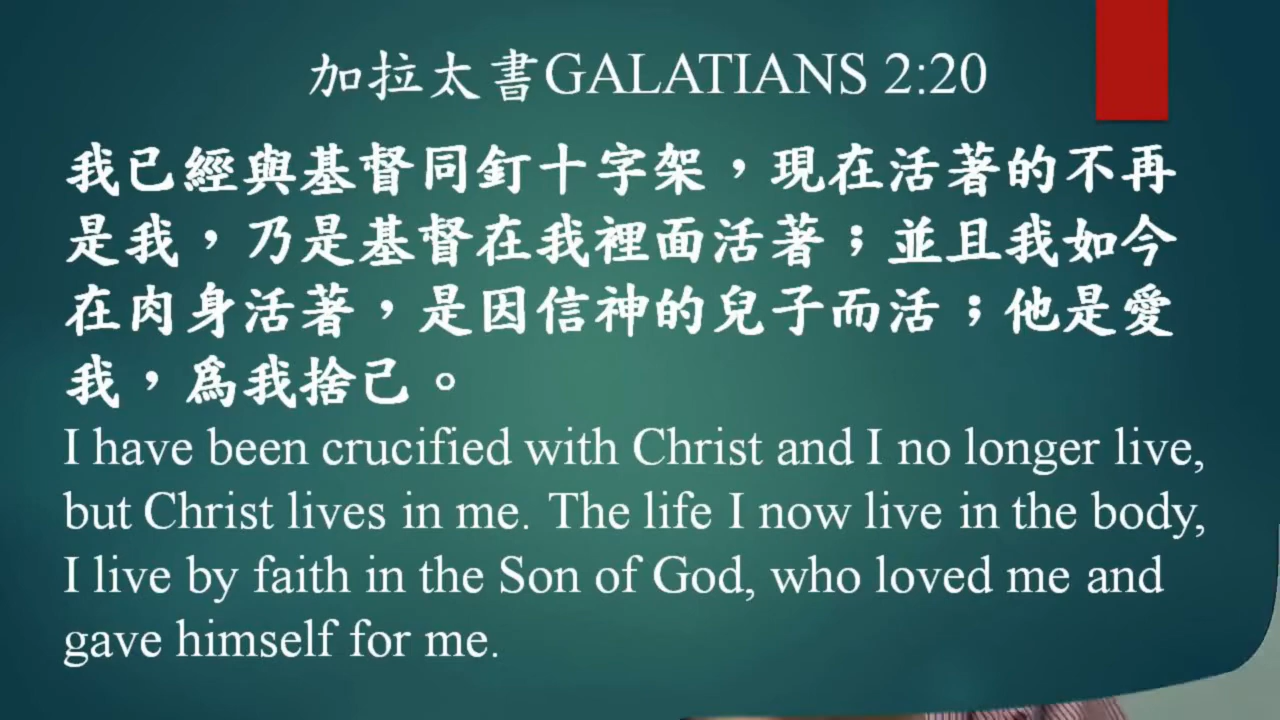 加拉太書GALATIANS 2:20
我已經與基督同釘十字架，現在活著的不再
是我，乃是基督在我裡面活著；並且我如今
在肉身活著，是因信神的兒子而活；他是愛
我，為我捨己。
I have been crucified with Christ and I no longer live,
but Christ lives in me. The life I now live in the body,
I live by faith in the Son of God, who loved me and
gave himself for me.